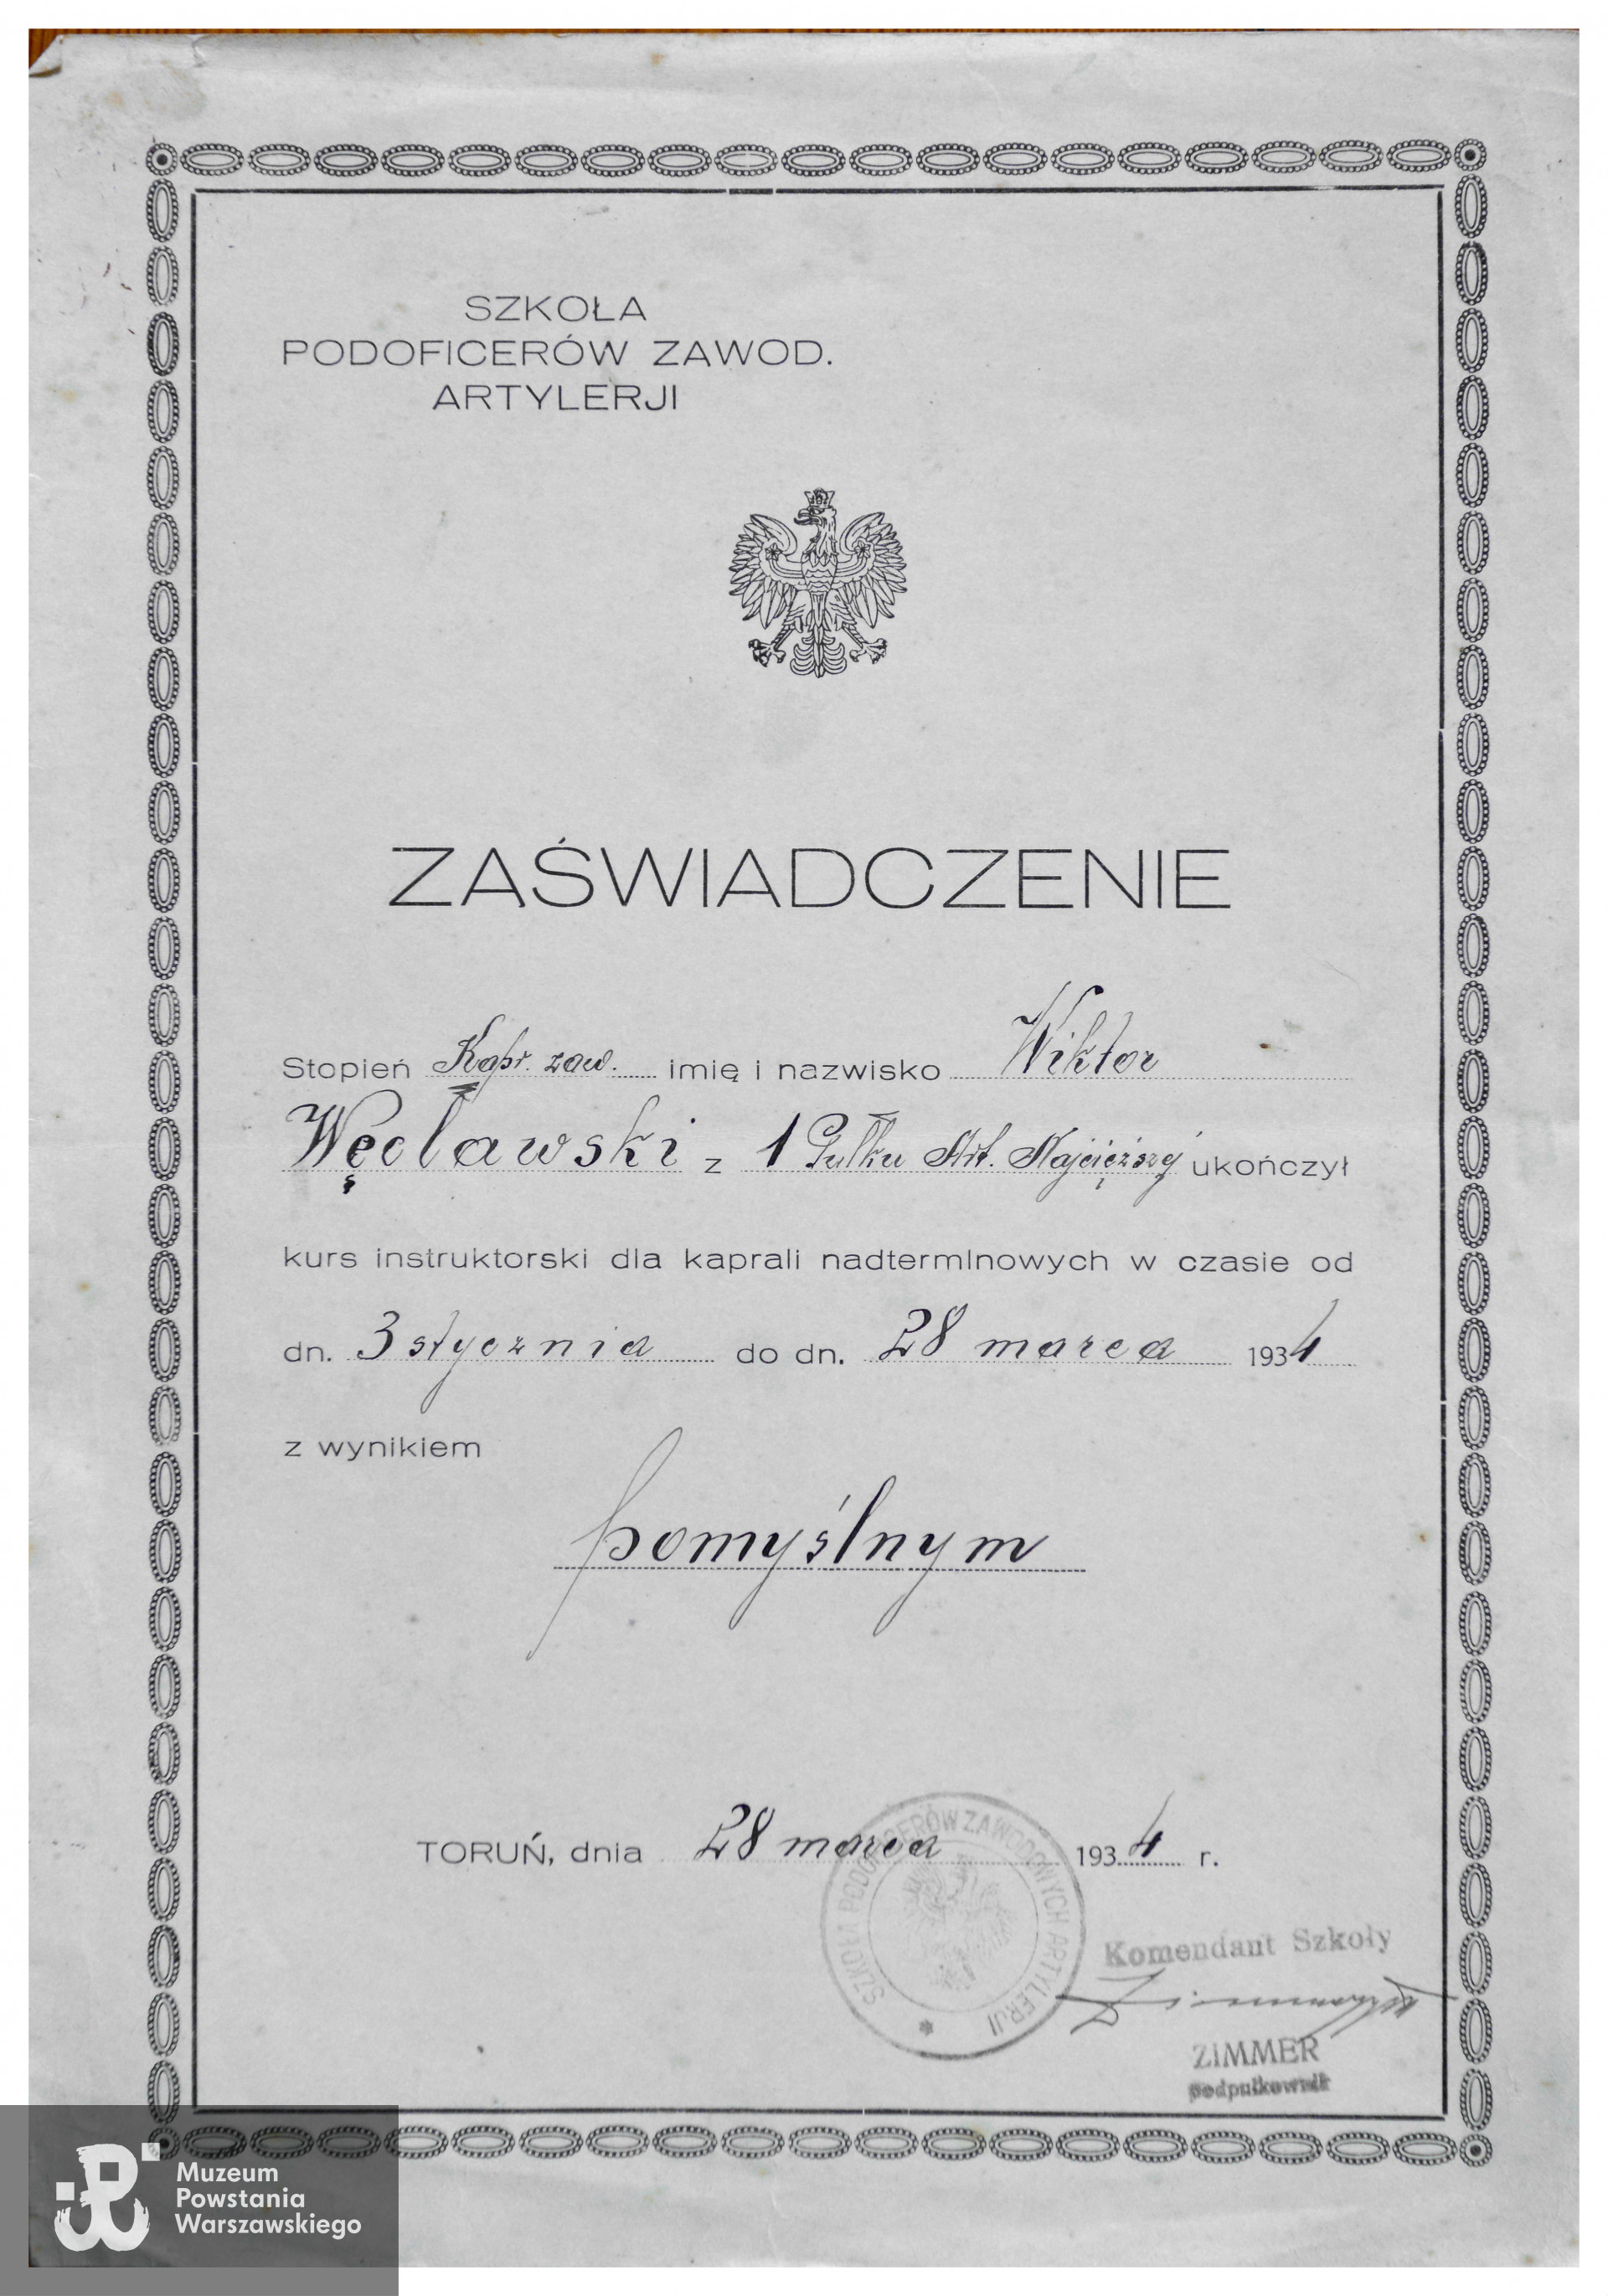 SZKOŁA
PODOFICERÓW ZAWOD.
ARTYLERJI
ZAŚWIADCZENIE
Stopień Kapr. zaw. imię i nazwisko Wiktor
Węcławski z 1 Pułku Art. Najcięższej ukończył
kurs instruktorski dla kaprali nadterminowych w czasie od
dn. 3 stycznia do dn. 28 marca 1934
z wynikiem
pomyślnym
TORUŃ, dnia 28 marca 1934 r.
SZKOŁA PODOFICERÓW ZAWODOWYCH ARTYLERJI
Komendant Szkoły
ZIMMER
podpułkownik
Muzeum
Powstania
Warszawskiego